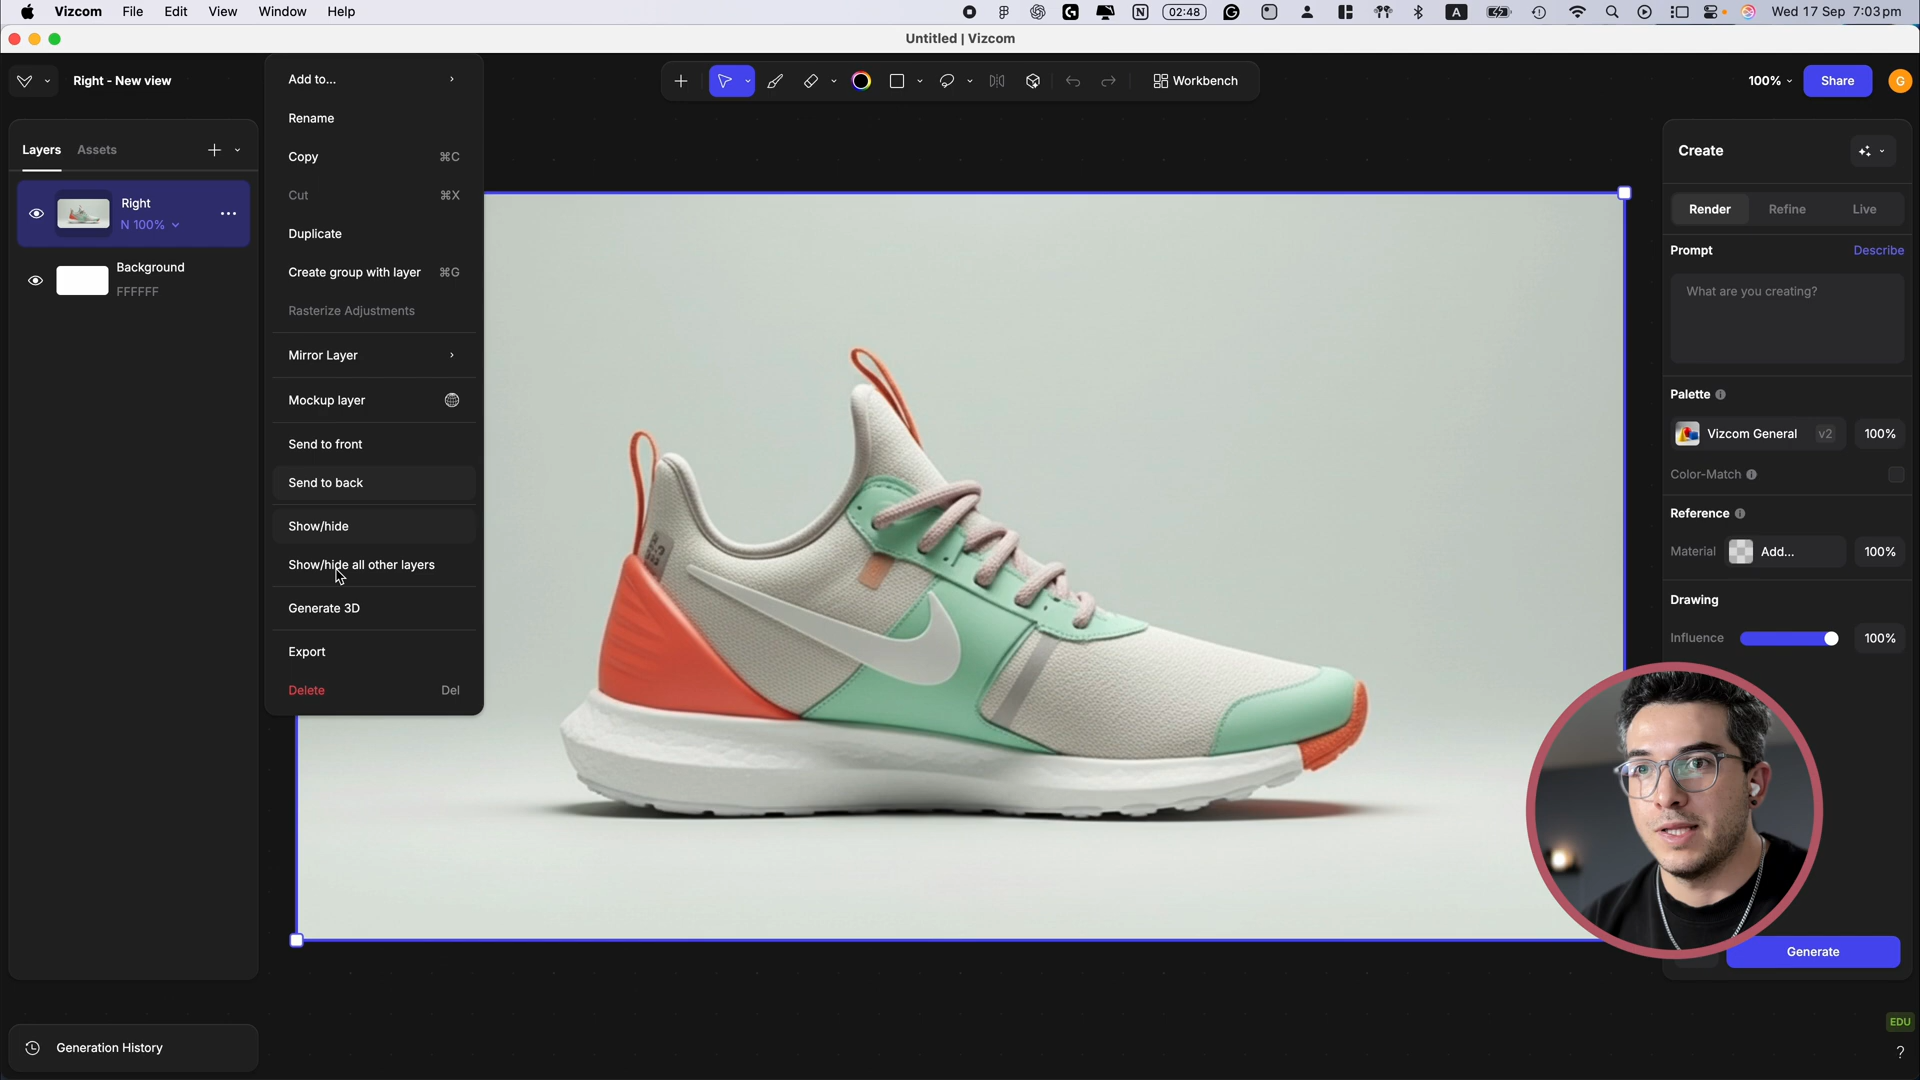 Vizcom File Edit View Window Help
02:48
A
Wed 17 Sep 7:03 pm
Untitled | Vizcom
Right - New view
Workbench
100%
Share
G
Layers Assets
Right
N 100%
Background
FFFFFF
Add to...
Rename
Copy ⌘C
Cut ⌘X
Duplicate
Create group with layer ⌘G
Rasterize Adjustments
Mirror Layer
Mockup layer
Send to front
Send to back
Show/hide
Show/hide all other layers
Generate 3D
Export
Delete Del
Create
Render Refine Live
Prompt Describe
What are you creating?
Palette
Vizcom General v2 100%
Color-Match
Reference
Material Add... 100%
Drawing
Influence 100%
Generate
Generation History
EDU
?